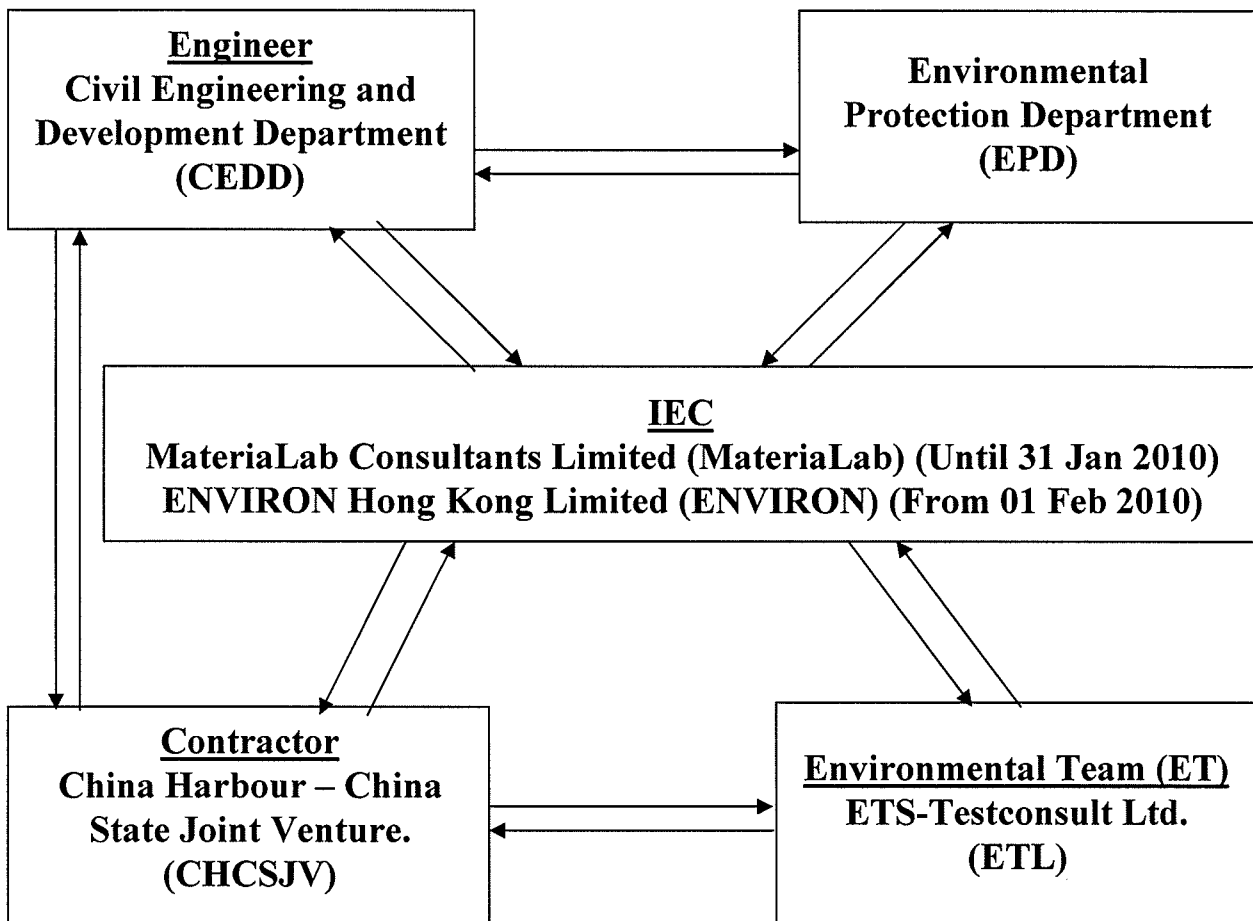 Engineer
Civil Engineering and
Development Department
(CEDD)
Environmental
Protection Department
(EPD)
IEC
MateriaLab Consultants Limited (MateriaLab) (Until 31 Jan 2010)
ENVIRON Hong Kong Limited (ENVIRON) (From 01 Feb 2010)
Contractor
China Harbour – China
State Joint Venture.
(CHCSJV)
Environmental Team (ET)
ETS-Testconsult Ltd.
(ETL)